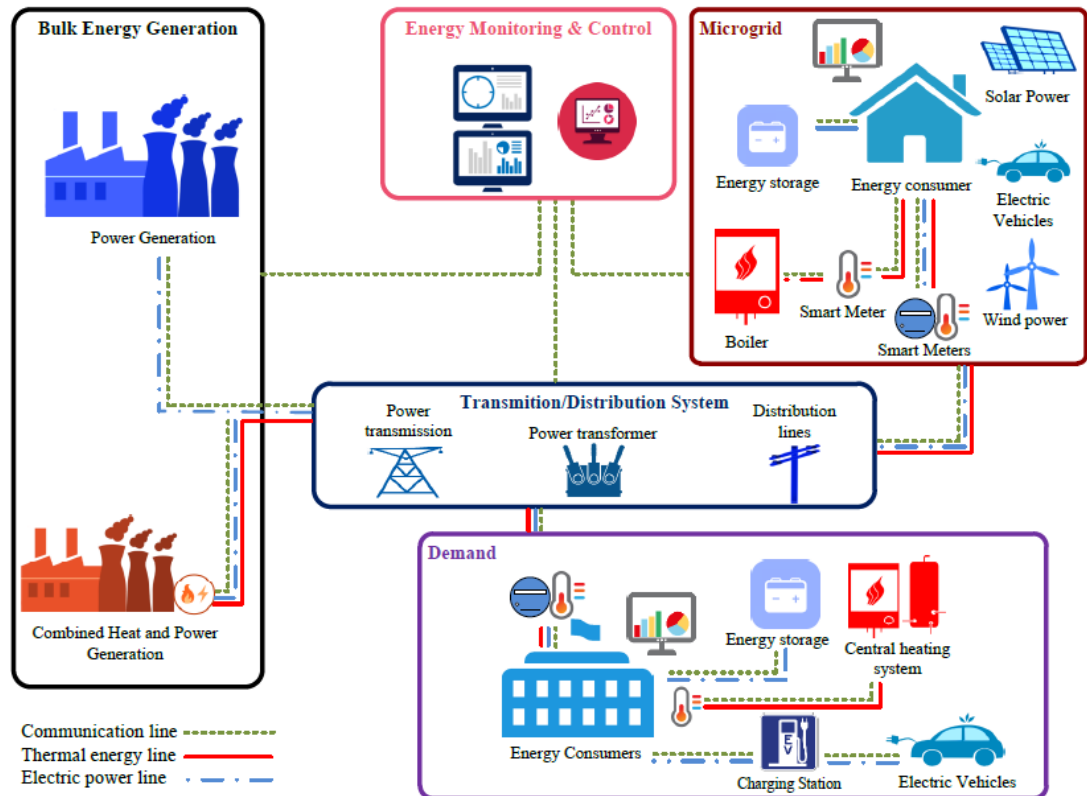 Bulk Energy Generation
Power Generation
Combined Heat and Power
Generation
Energy Monitoring & Control
Microgrid
Solar Power
Energy storage
Energy consumer
Electric
Vehicles
Boiler
Smart Meter
Smart Meters
Wind power
Transmition/Distribution System
Power
transmission
Power transformer
Distribution
lines
Demand
Energy storage
Central heating
system
Energy Consumers
EV
Charging Station
Electric Vehicles
Communication line
Thermal energy line
Electric power line